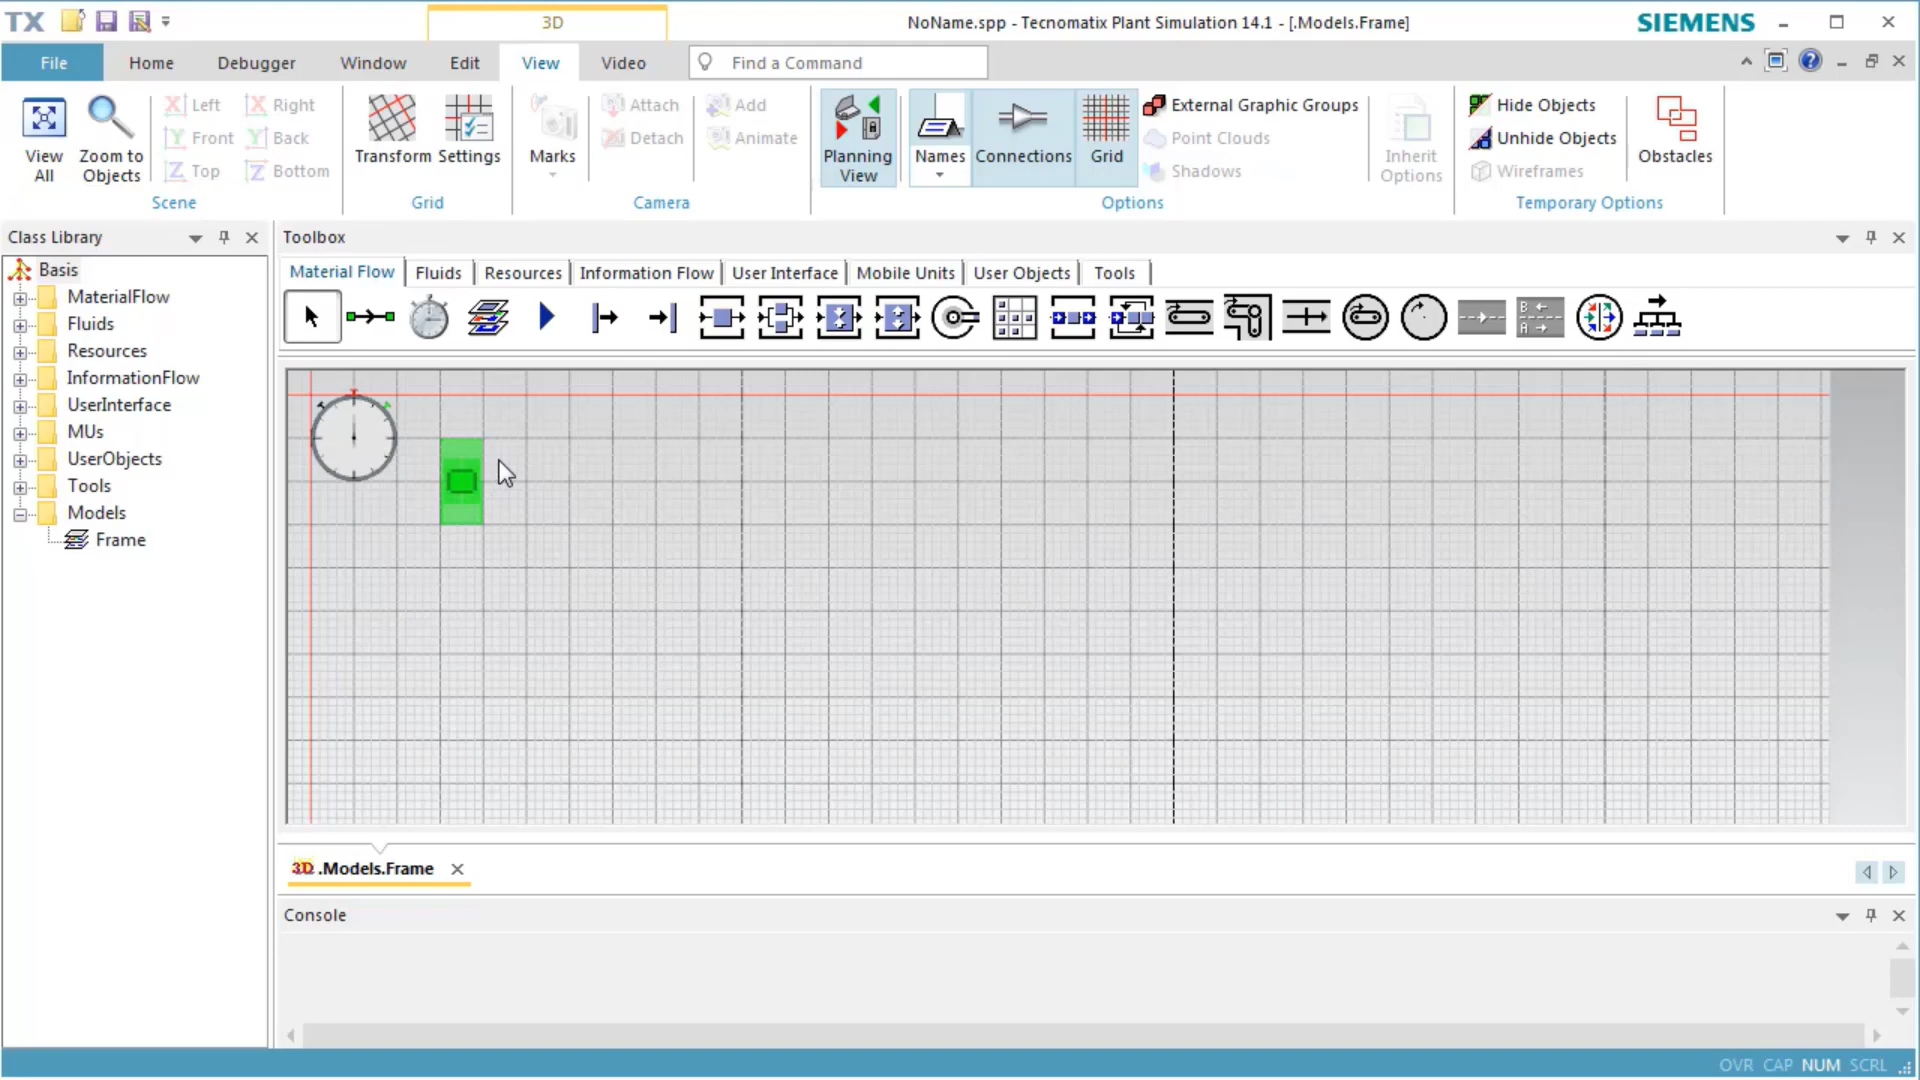 TX
3D
NoName.spp - Tecnomatix Plant Simulation 14.1 - [.Models.Frame]
SIEMENS
File
Home
Debugger
Window
Edit
View
Video
Find a Command
View All
Zoom to Objects
Left
Right
Front
Back
Top
Bottom
Scene
Transform
Settings
Grid
Marks
Attach
Detach
Add
Animate
Camera
Planning View
Names
Connections
Grid
External Graphic Groups
Point Clouds
Shadows
Inherit Options
Options
Hide Objects
Unhide Objects
Wireframes
Obstacles
Temporary Options
Class Library
Basis
MaterialFlow
Fluids
Resources
InformationFlow
UserInterface
MUs
UserObjects
Tools
Models
Frame
Toolbox
Material Flow
Fluids
Resources
Information Flow
User Interface
Mobile Units
User Objects
Tools
B
A
3D .Models.Frame
Console
OVR CAP NUM SCRL